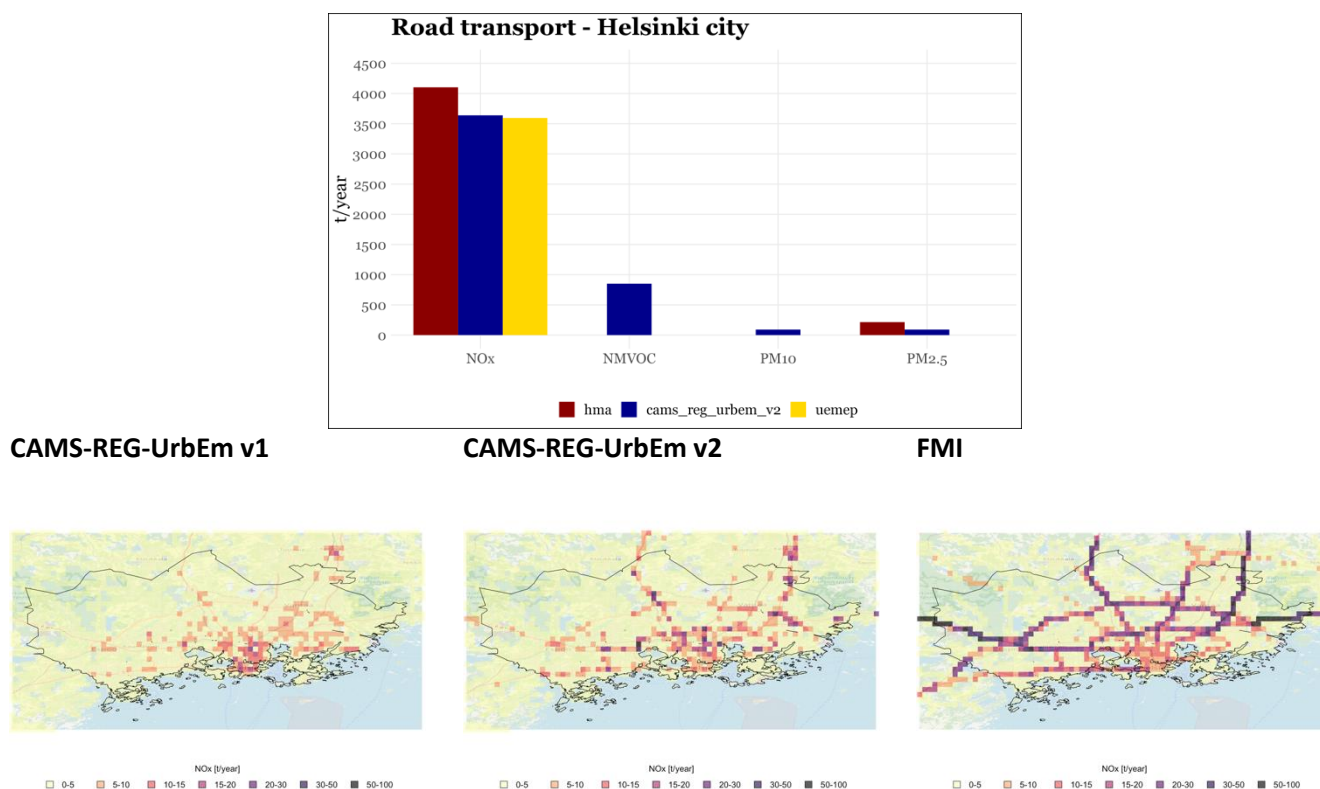 Road transport - Helsinki city
4500
4000
3500
3000
2500
2000
1500
1000
500
0
t/year
NOx NMVOC PM10 PM2.5
hma cams_reg_urbem_v2 uemep
CAMS-REG-UrbEm v1 CAMS-REG-UrbEm v2 FMI
NOx [t/year] NOx [t/year] NOx [t/year]
0-5 5-10 10-15 15-20 20-30 30-50 50-100 0-5 5-10 10-15 15-20 20-30 30-50 50-100 0-5 5-10 10-15 15-20 20-30 30-50 50-100